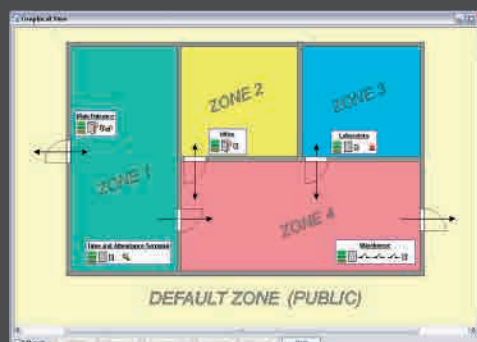 Graphical View
ZONE 2
ZONE 3
Main Entrance
Office
Laboratory
ZONE 1
ZONE 4
Time and Attendance Terminal
Warehouse
DEFAULT ZONE (PUBLIC)